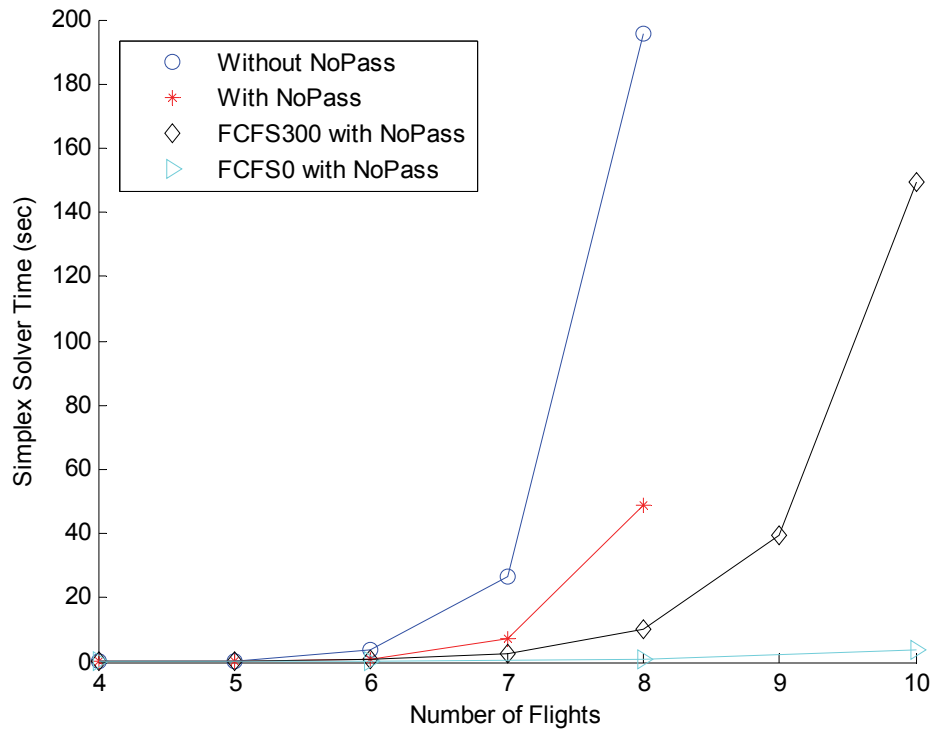 200
180
160
140
120
100
80
60
40
20
0
Simplex Solver Time (sec)
Without NoPass
With NoPass
FCFS300 with NoPass
FCFS0 with NoPass
4 5 6 7 8 9 10
Number of Flights